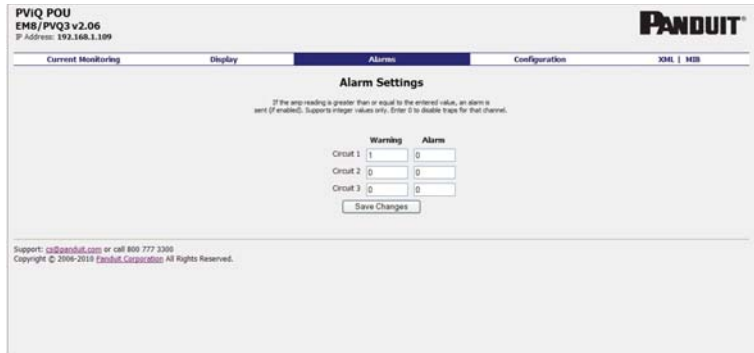 PViQ POU
EM8/PVQ3 v2.06
IP Address: 192.168.1.109
PANDUIT
Current Monitoring Display Alarms Configuration XML | MIB
Alarm Settings
If the amp reading is greater than or equal to the entered value, an alarm is
sent (if enabled). Supports integer values only. Enter 0 to disable traps for that channel.
Warning Alarm
Circuit 1 1 0
Circuit 2 0 0
Circuit 3 0 0
Save Changes
Support: cs@panduit.com or call 800 777 3300
Copyright © 2006-2010 Panduit Corporation All Rights Reserved.